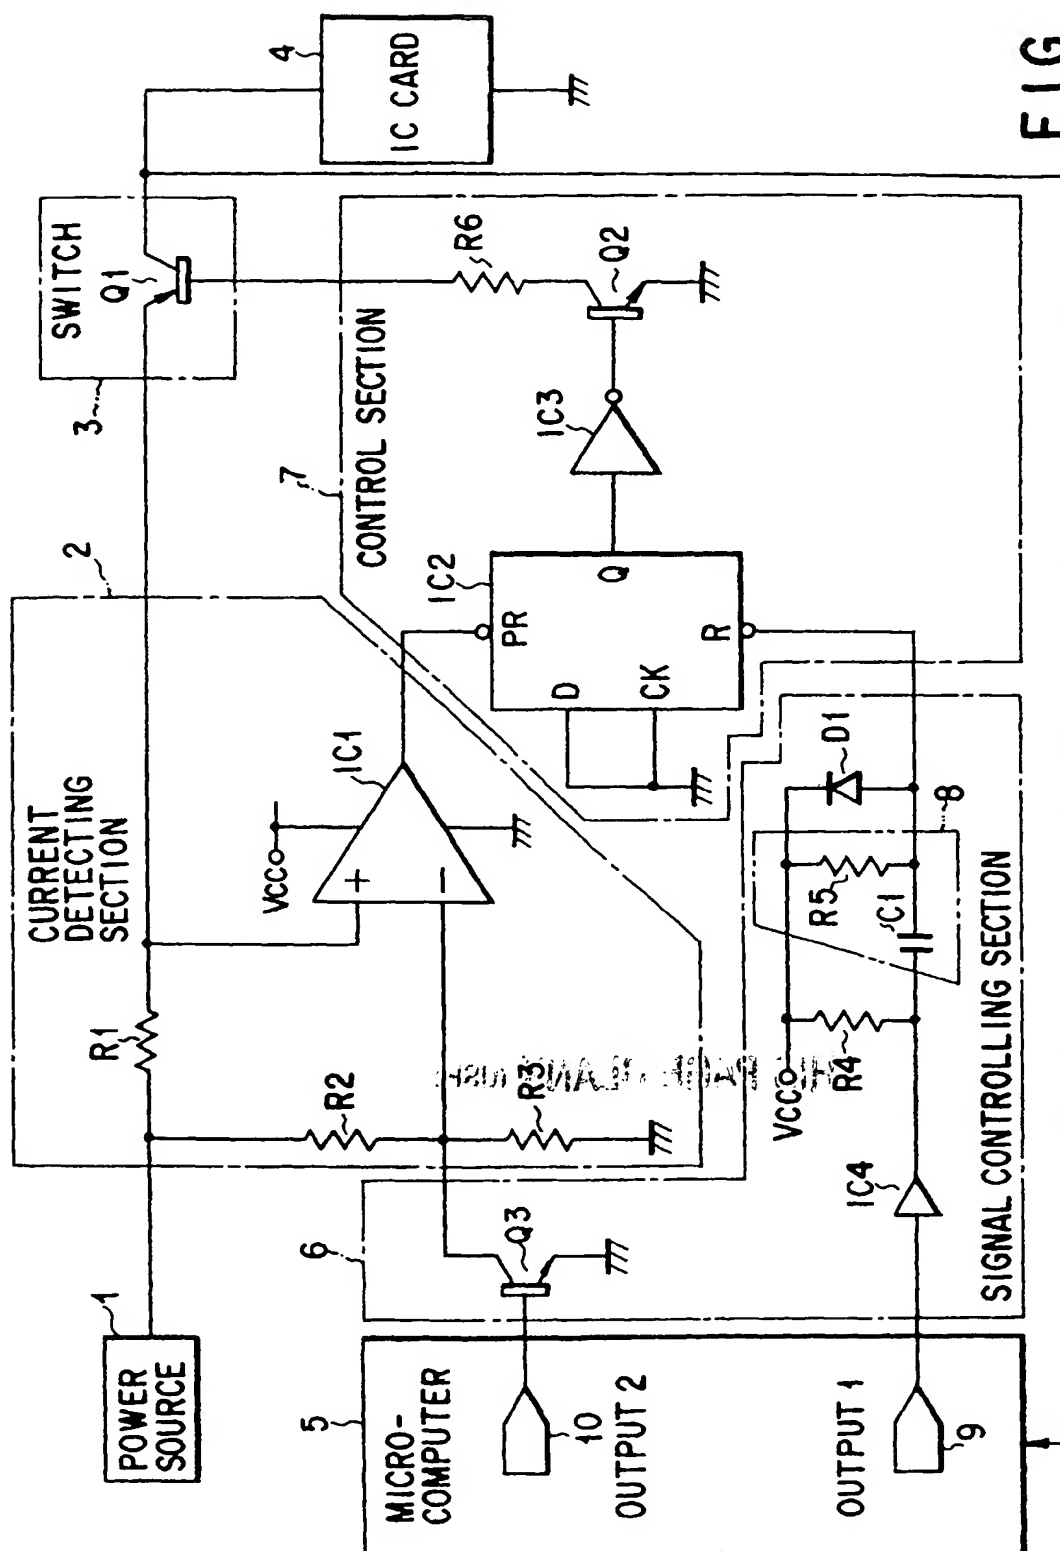 FIG
4
IC CARD
SWITCH
Q1
3
R6
Q2
CONTROL SECTION
7
IC3
2
IC2
PR
Q
D
CK
R
CURRENT
DETECTING
SECTION
IC1
VCC
+
−
R1
R2
R3
D1
8
R5
C1
R4
VCC
IC4
SIGNAL CONTROLLING SECTION
6
Q3
1
POWER
SOURCE
5
MICRO-
COMPUTER
10
OUTPUT 2
OUTPUT 1
9